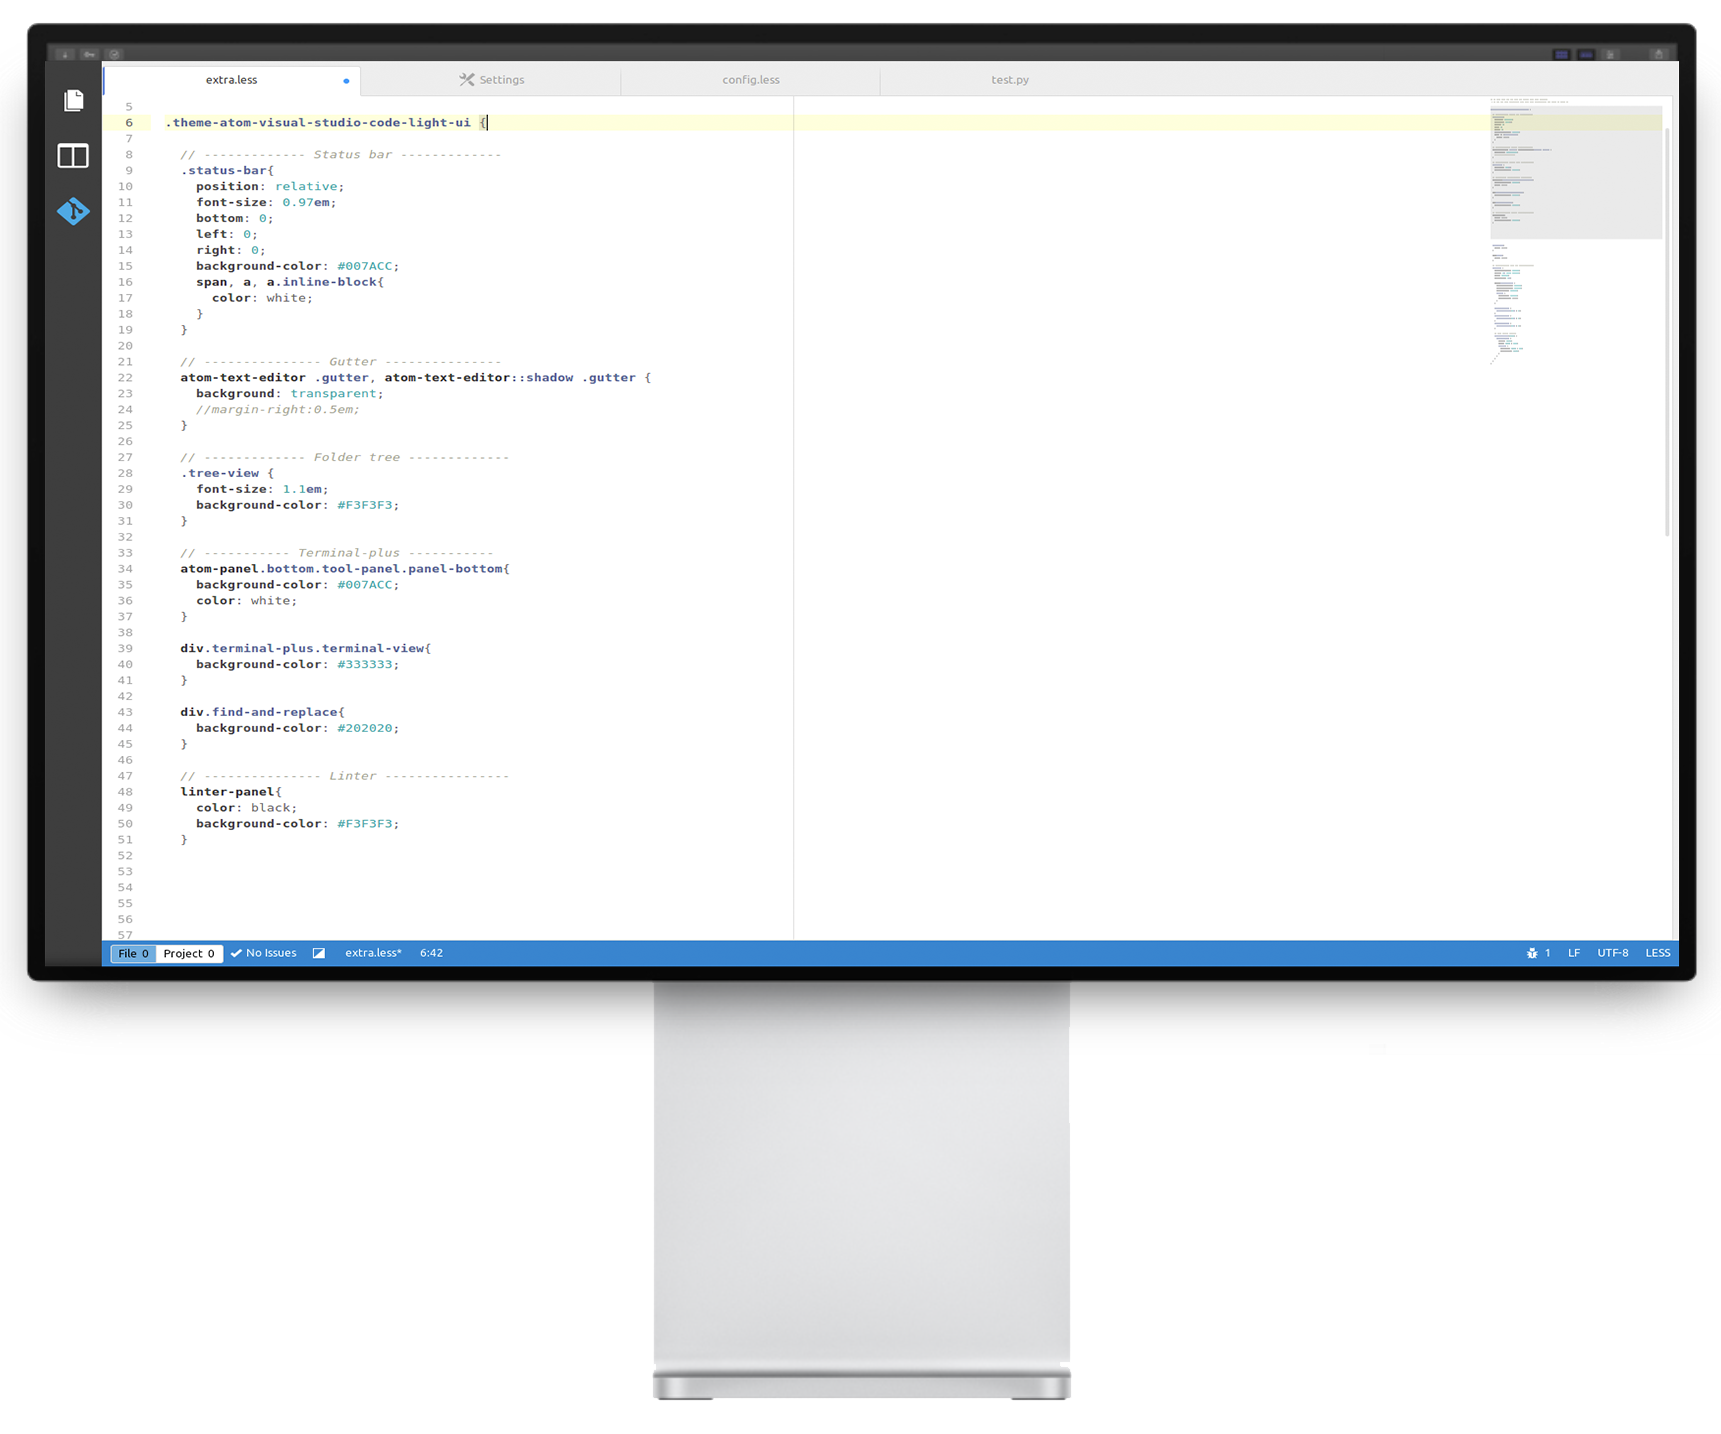 extra.less
Settings
config.less
test.py
5
6 .theme-atom-visual-studio-code-light-ui {
7
8 // ------------- Status bar -------------
9 .status-bar{
10 position: relative;
11 font-size: 0.97em;
12 bottom: 0;
13 left: 0;
14 right: 0;
15 background-color: #007ACC;
16 span, a, a.inline-block{
17 color: white;
18 }
19 }
20
21 // --------------- Gutter ---------------
22 atom-text-editor .gutter, atom-text-editor::shadow .gutter {
23 background: transparent;
24 //margin-right:0.5em;
25 }
26
27 // ------------- Folder tree -------------
28 .tree-view {
29 font-size: 1.1em;
30 background-color: #F3F3F3;
31 }
32
33 // ----------- Terminal-plus -----------
34 atom-panel.bottom.tool-panel.panel-bottom{
35 background-color: #007ACC;
36 color: white;
37 }
38
39 div.terminal-plus.terminal-view{
40 background-color: #333333;
41 }
42
43 div.find-and-replace{
44 background-color: #202020;
45 }
46
47 // --------------- Linter ----------------
48 linter-panel{
49 color: black;
50 background-color: #F3F3F3;
51 }
52
53
54
55
56
57
File 0 Project 0 No Issues extra.less* 6:42 1 LF UTF-8 LESS